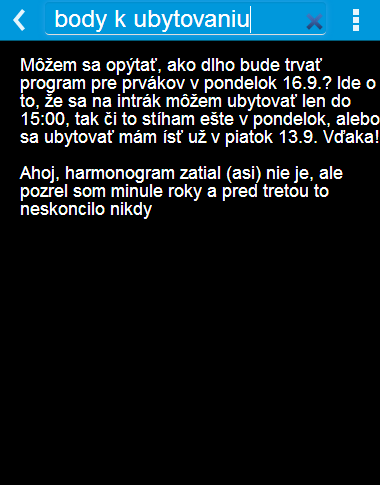 body k ubytovaniu
Môžem sa opýtať, ako dlho bude trvať
program pre prvákov v pondelok 16.9.? Ide o
to, že sa na intrák môžem ubytovať len do
15:00, tak či to stíham ešte v pondelok, alebo
sa ubytovať mám ísť už v piatok 13.9. Vďaka!
Ahoj, harmonogram zatial (asi) nie je, ale
pozrel som minule roky a pred tretou to
neskoncilo nikdy